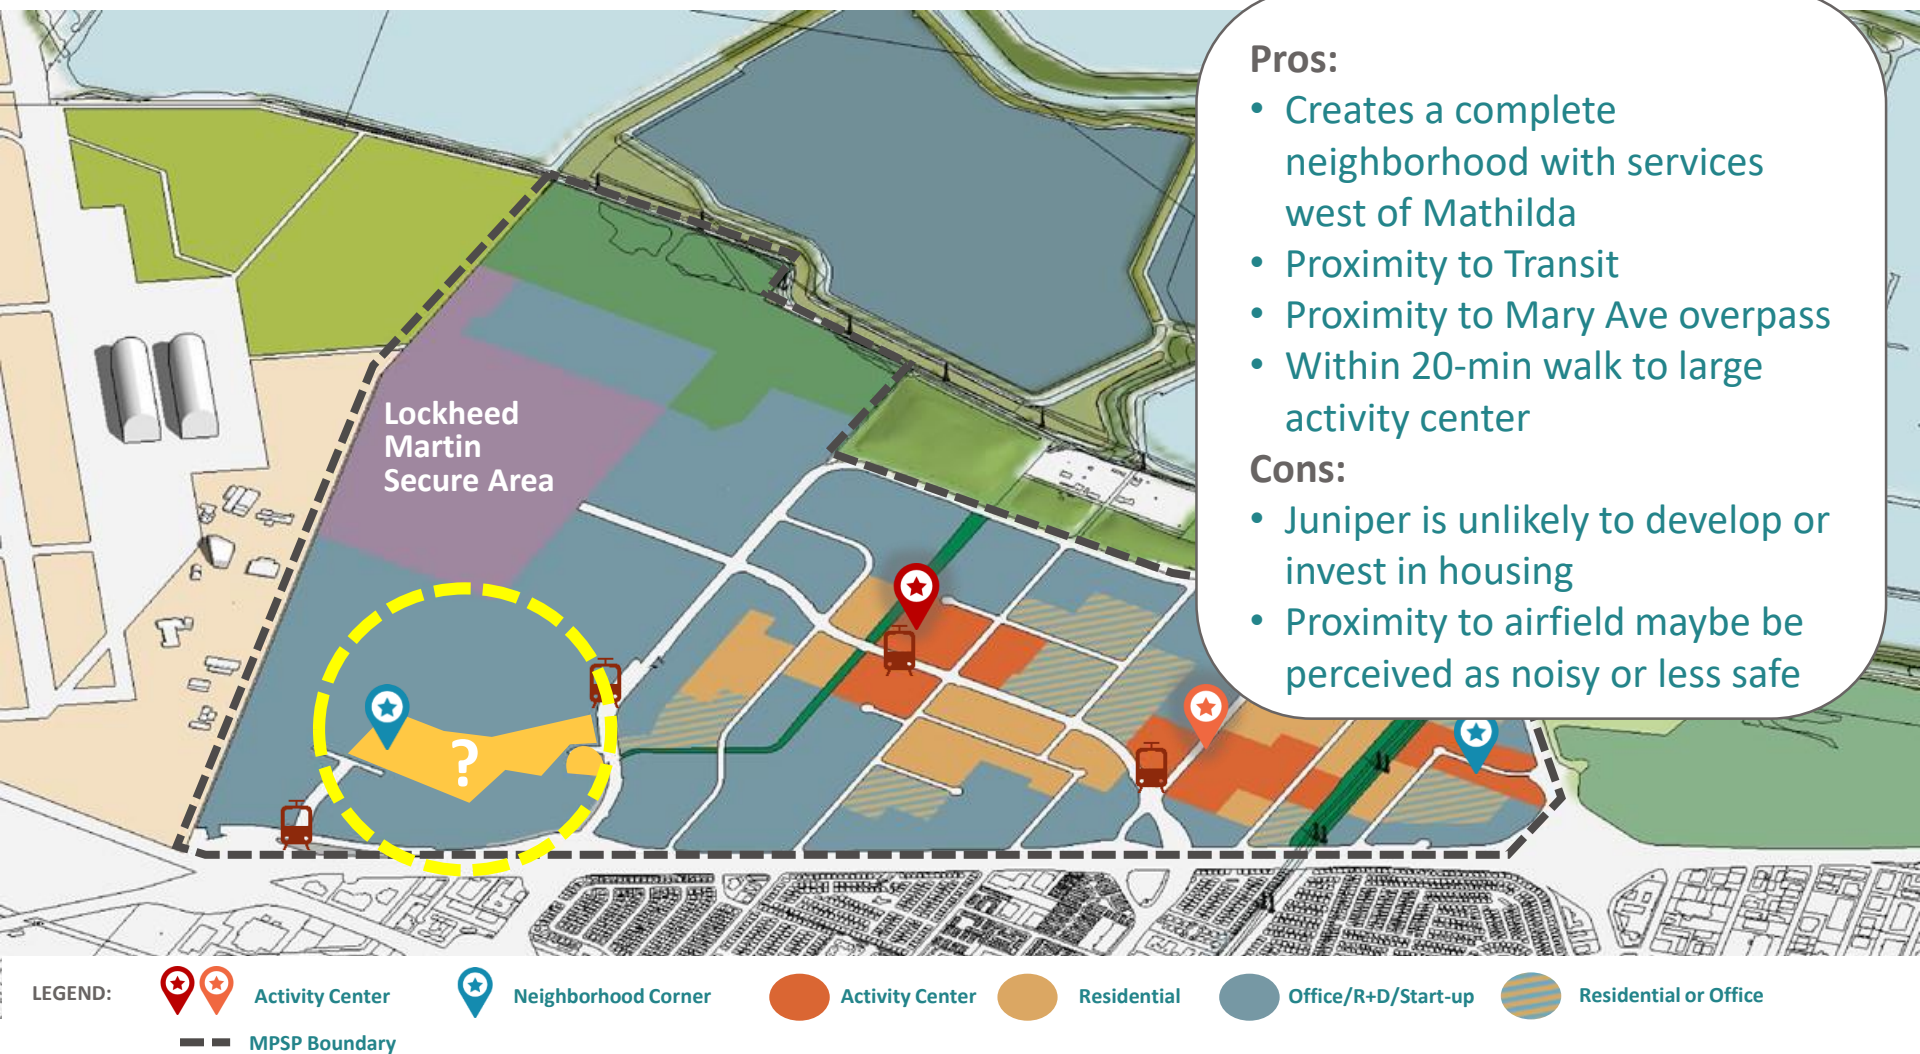 Pros:
• Creates a complete
neighborhood with services
west of Mathilda
• Proximity to Transit
• Proximity to Mary Ave overpass
• Within 20-min walk to large
activity center
Cons:
• Juniper is unlikely to develop or
invest in housing
• Proximity to airfield maybe be
perceived as noisy or less safe
Lockheed
Martin
Secure Area
?
LEGEND:
Activity Center
Neighborhood Corner
Activity Center
Residential
Office/R+D/Start-up
Residential or Office
MPSP Boundary